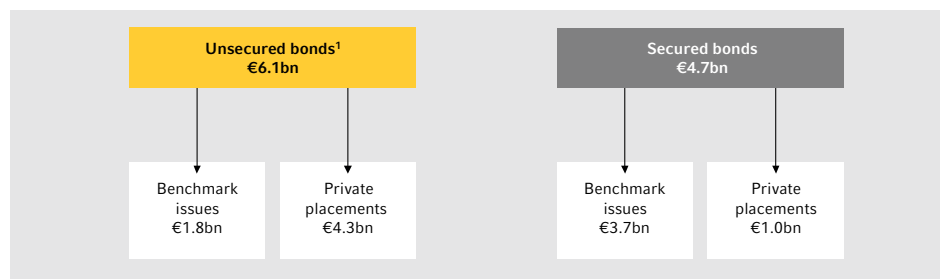 Unsecured bonds¹
€6.1bn
Secured bonds
€4.7bn
Benchmark
issues
€1.8bn
Private
placements
€4.3bn
Benchmark
issues
€3.7bn
Private
placements
€1.0bn